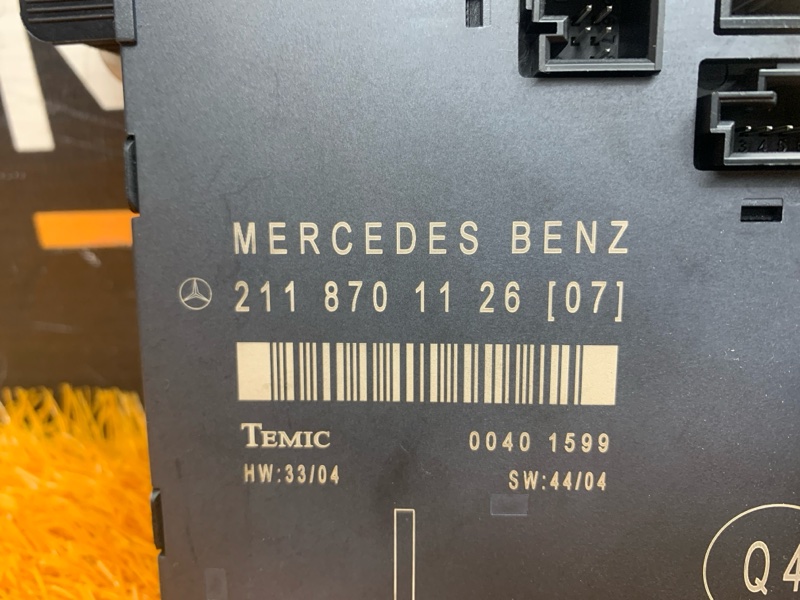 MERCEDES BENZ
211 870 11 26 [07]
TEMIC 0040 1599
HW:33/04 SW:44/04
Q4